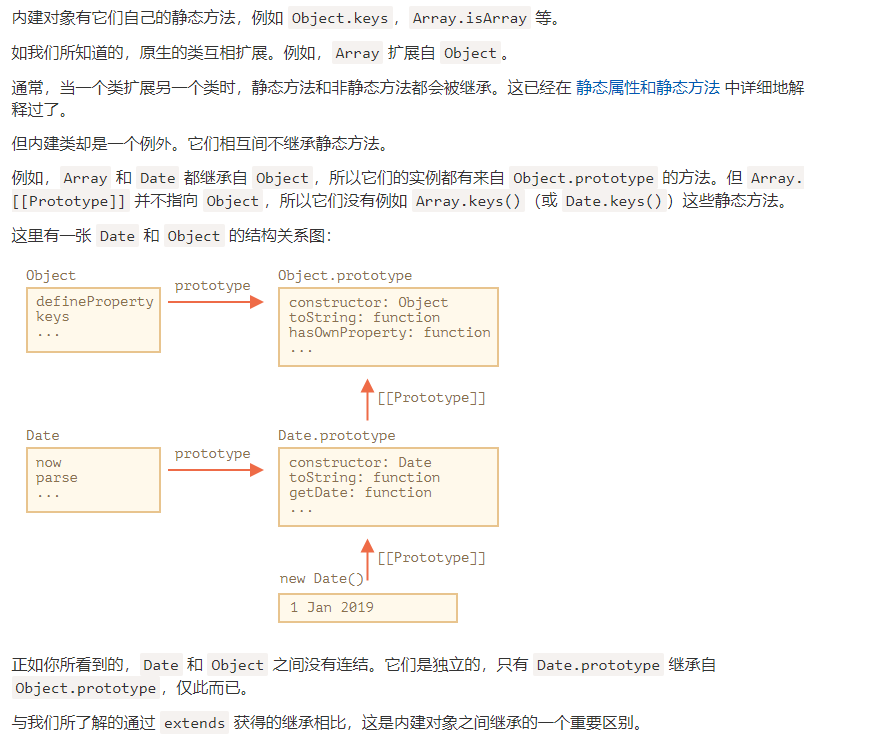 内建对象有它们自己的静态方法，例如 Object.keys，Array.isArray 等。
如我们所知道的，原生的类互相扩展。例如，Array 扩展自 Object。
通常，当一个类扩展另一个类时，静态方法和非静态方法都会被继承。这已经在 静态属性和静态方法 中详细地解
释过了。
但内建类却是一个例外。它们相互间不继承静态方法。
例如，Array 和 Date 都继承自 Object，所以它们的实例都有来自 Object.prototype 的方法。但 Array.
[[Prototype]] 并不指向 Object，所以它们没有例如 Array.keys()（或 Date.keys()）这些静态方法。
这里有一张 Date 和 Object 的结构关系图：
Object
defineProperty
keys
...
prototype
Object.prototype
constructor: Object
toString: function
hasOwnProperty: function
...
[[Prototype]]
Date
now
parse
...
prototype
Date.prototype
constructor: Date
toString: function
getDate: function
...
[[Prototype]]
new Date()
1 Jan 2019
正如你所看到的，Date 和 Object 之间没有连结。它们是独立的，只有 Date.prototype 继承自
Object.prototype，仅此而已。
与我们所了解的通过 extends 获得的继承相比，这是内建对象之间继承的一个重要区别。